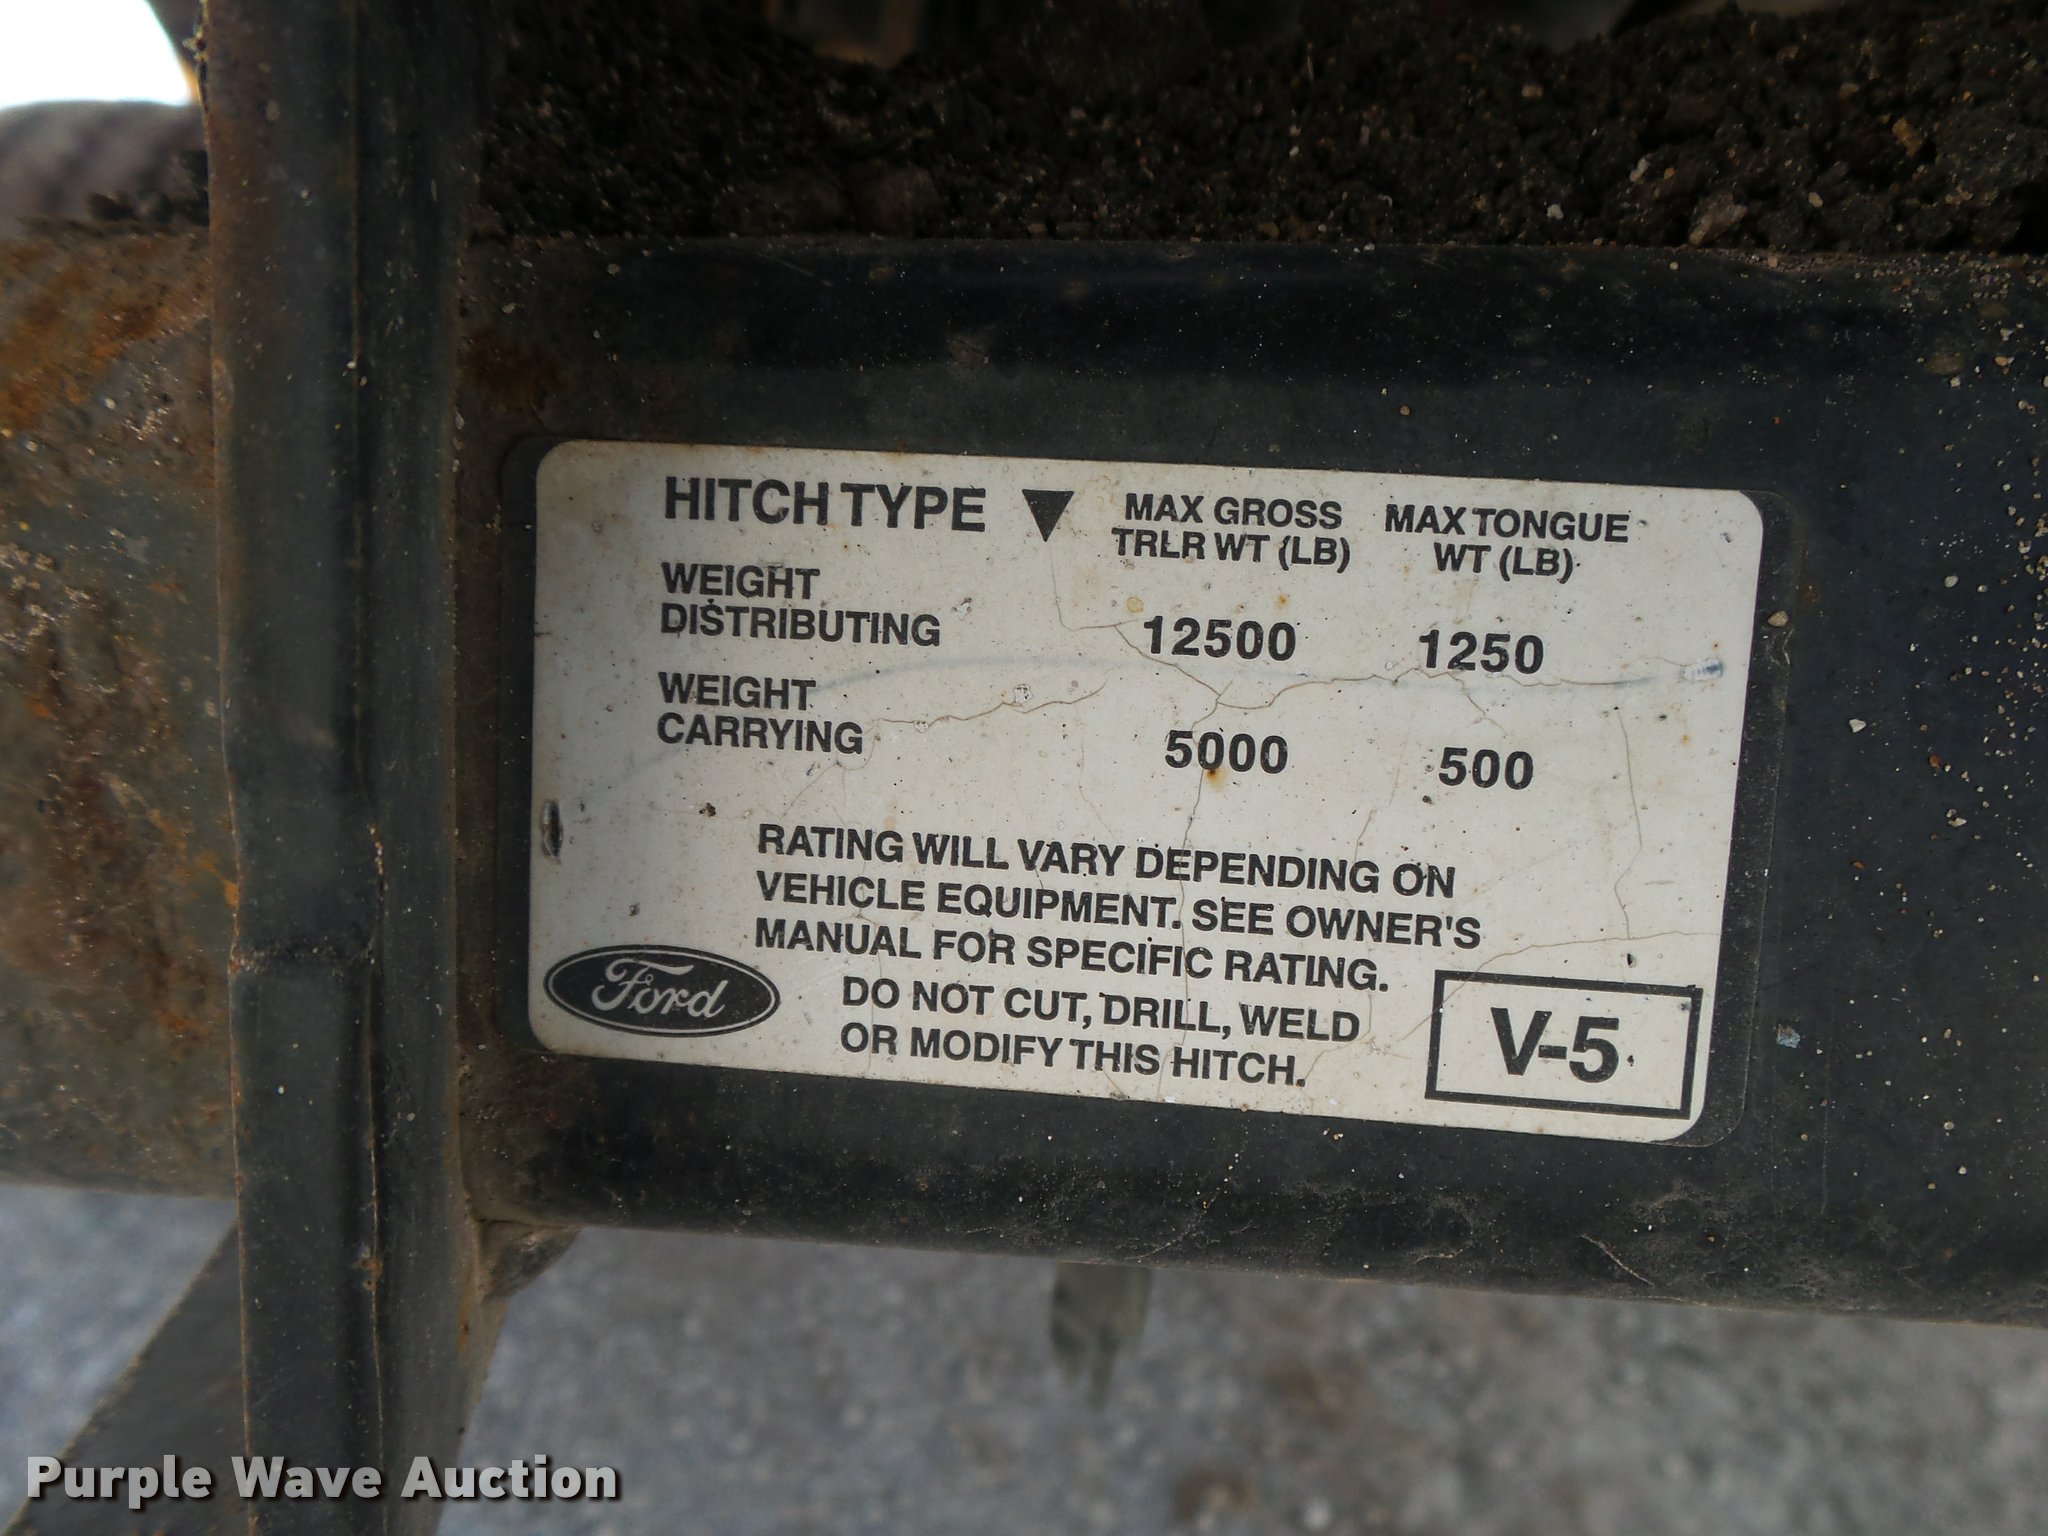 HITCH TYPE ▼ MAX GROSS TRLR WT (LB) MAX TONGUE WT (LB)
WEIGHT
DISTRIBUTING 12500 1250
WEIGHT
CARRYING 5000 500
RATING WILL VARY DEPENDING ON
VEHICLE EQUIPMENT. SEE OWNER'S
MANUAL FOR SPECIFIC RATING.
DO NOT CUT, DRILL, WELD
OR MODIFY THIS HITCH.
Ford
V-5
Purple Wave Auction